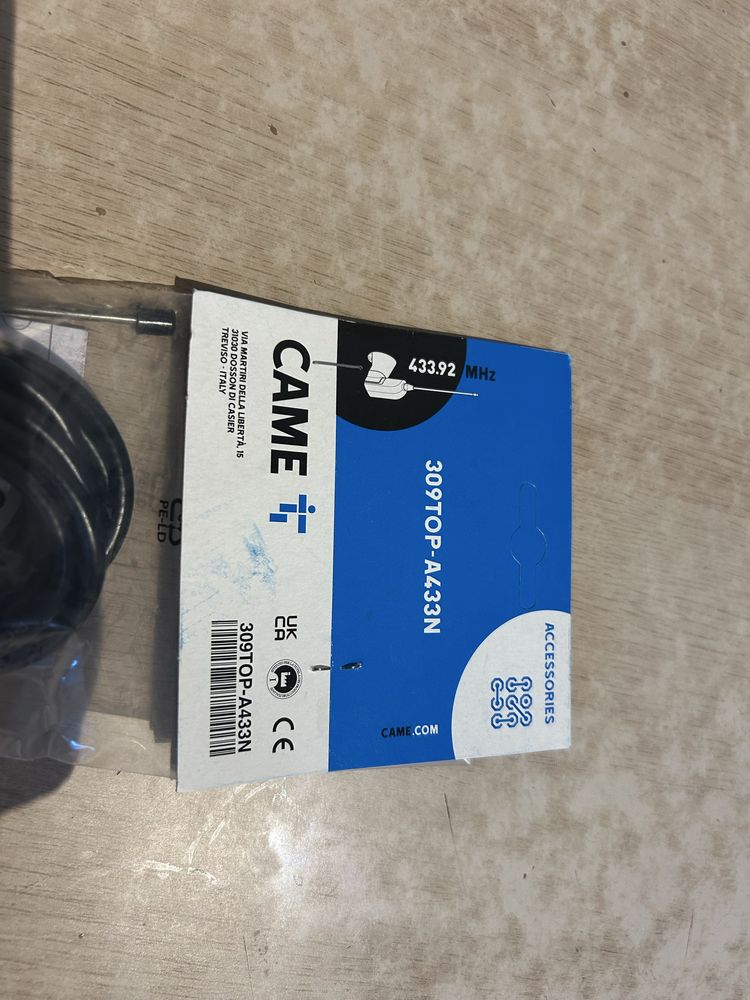 433.92 MHz
309TOP-A433N
ACCESSORIES
CAME.COM
CAME
VIA MARTIRI DELLA LIBERTÀ, 15
31030 DOSSON DI CASIER
TREVISO - ITALY
UK
CA
CE
309TOP-A433N
PE-LD